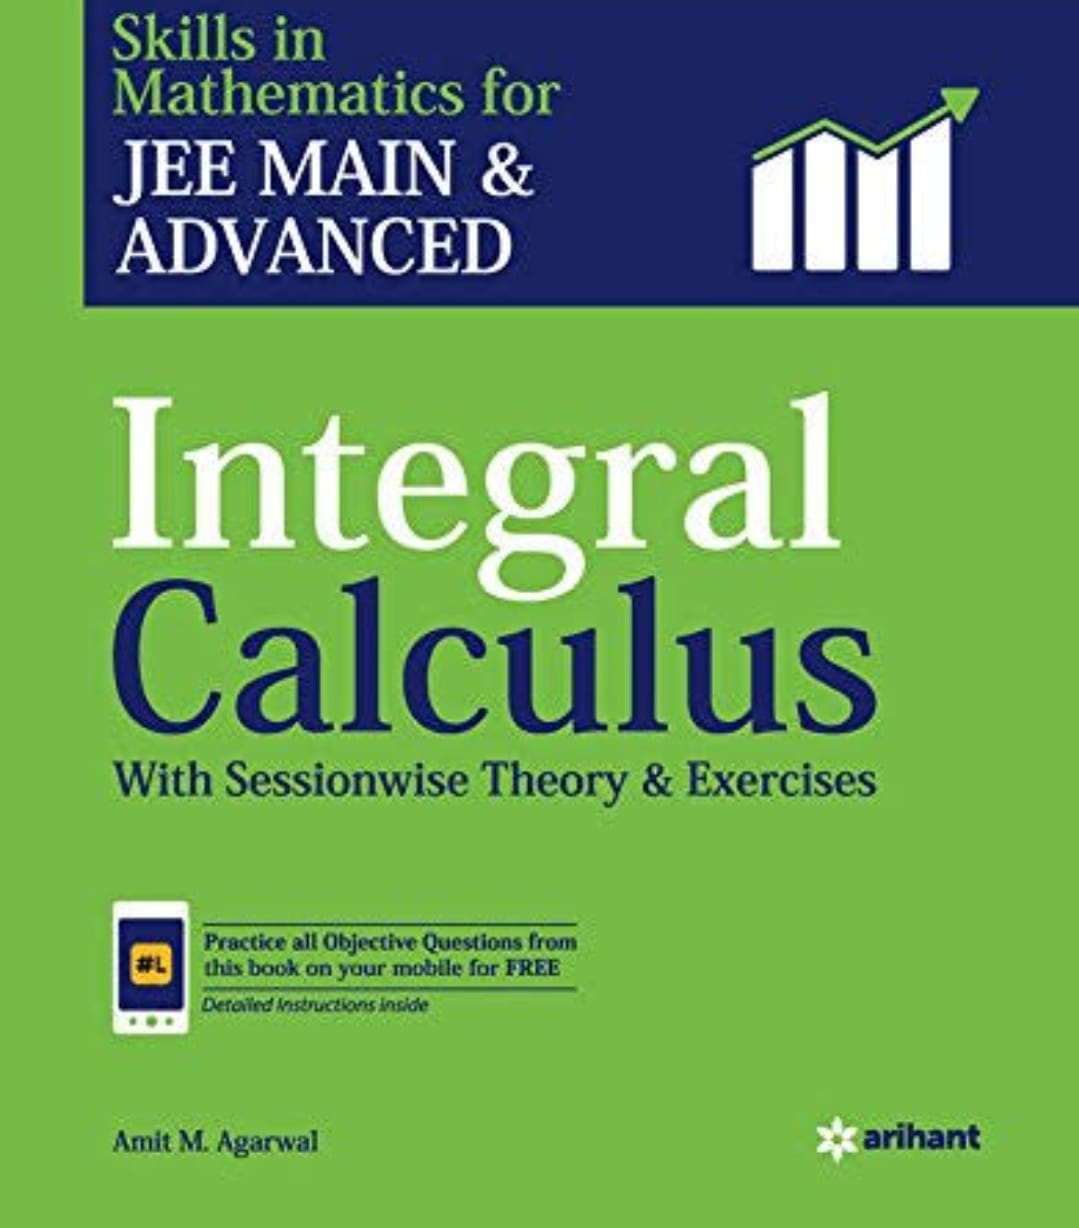 Skills in
Mathematics for
JEE MAIN &
ADVANCED
Integral
Calculus
With Sessionwise Theory & Exercises
#L
Practice all Objective Questions from
this book on your mobile for FREE
Detailed Instructions inside
Amit M. Agarwal
arihant